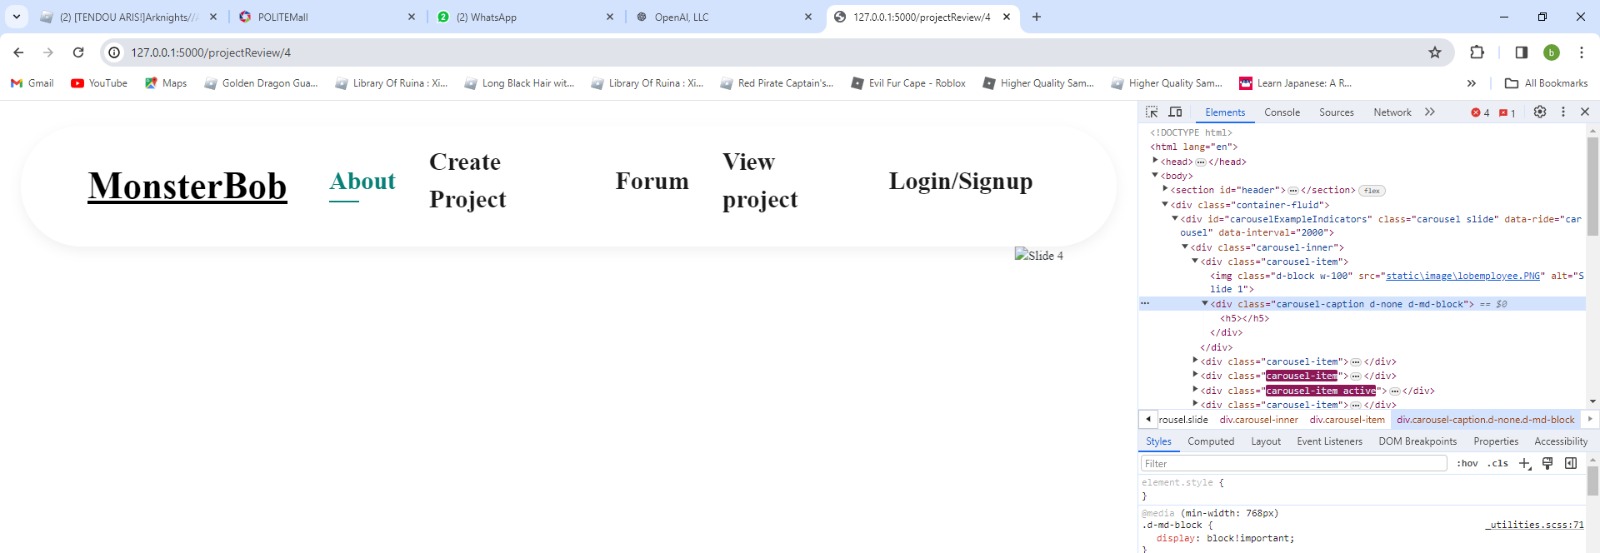 (2) [TENDOU ARIS!]Arknights//
POLITEMall
(2) WhatsApp
OpenAI, LLC
127.0.0.1:5000/projectReview/4
127.0.0.1:5000/projectReview/4
b
Gmail
YouTube
Maps
Golden Dragon Gua...
Library Of Ruina : Xi...
Long Black Hair wit...
Library Of Ruina : Xi...
Red Pirate Captain's...
Evil Fur Cape - Roblox
Higher Quality Sam...
Higher Quality Sam...
Learn Japanese: A R...
»
All Bookmarks
MonsterBob
About
Create
Project
Forum
View
project
Login/Signup
Slide 4
Elements
Console
Sources
Network
»
4
1
<!DOCTYPE html>
<html lang="en">
<head>…</head>
<body>
<section id="header">…</section> flex
<div class="container-fluid">
<div id="carouselExampleIndicators" class="carousel slide" data-ride="car
ousel" data-interval="2000">
<div class="carousel-inner">
<div class="carousel-item">
<img class="d-block w-100" src="static\image\lobemployee.PNG" alt="S
lide 1">
… <div class="carousel-caption d-none d-md-block"> == $0
<h5></h5>
</div>
</div>
<div class="carousel-item">…</div>
<div class="carousel-item">…</div>
<div class="carousel-item active">…</div>
<div class="carousel-item">…</div>
rousel.slide div.carousel-inner div.carousel-item div.carousel-caption.d-none.d-md-block
Styles
Computed
Layout
Event Listeners
DOM Breakpoints
Properties
Accessibility
Filter
:hov .cls
element.style {
}
@media (min-width: 768px)
.d-md-block { _utilities.scss:71
display: block!important;
}